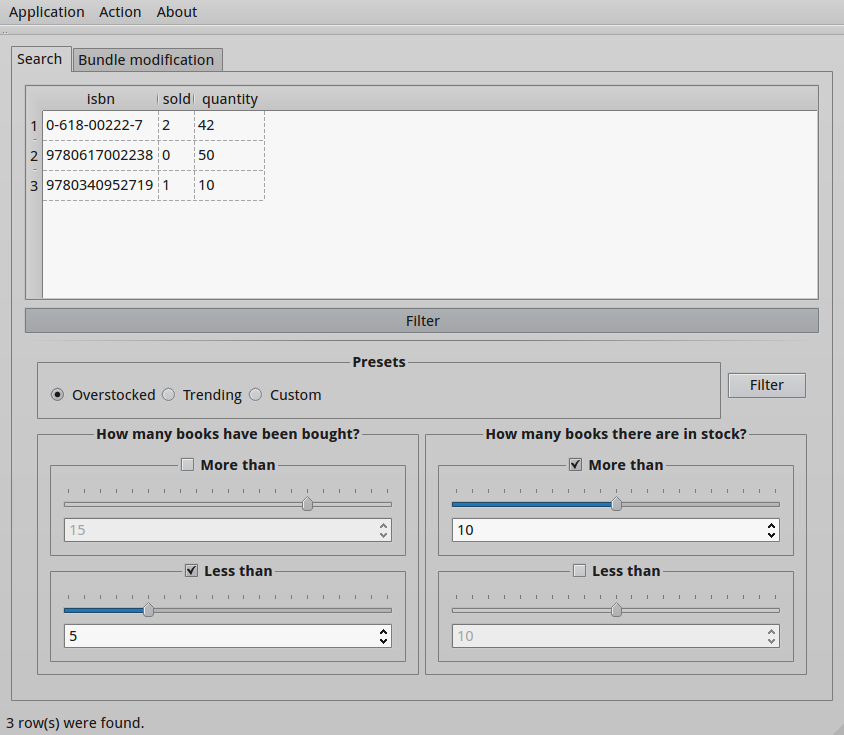 Application Action About
Search Bundle modification
isbn sold quantity
1 0-618-00222-7 2 42
2 9780617002238 0 50
3 9780340952719 1 10
Filter
Presets
Overstocked Trending Custom Filter
How many books have been bought? How many books there are in stock?
More than More than
15 10
Less than Less than
5 10
3 row(s) were found.